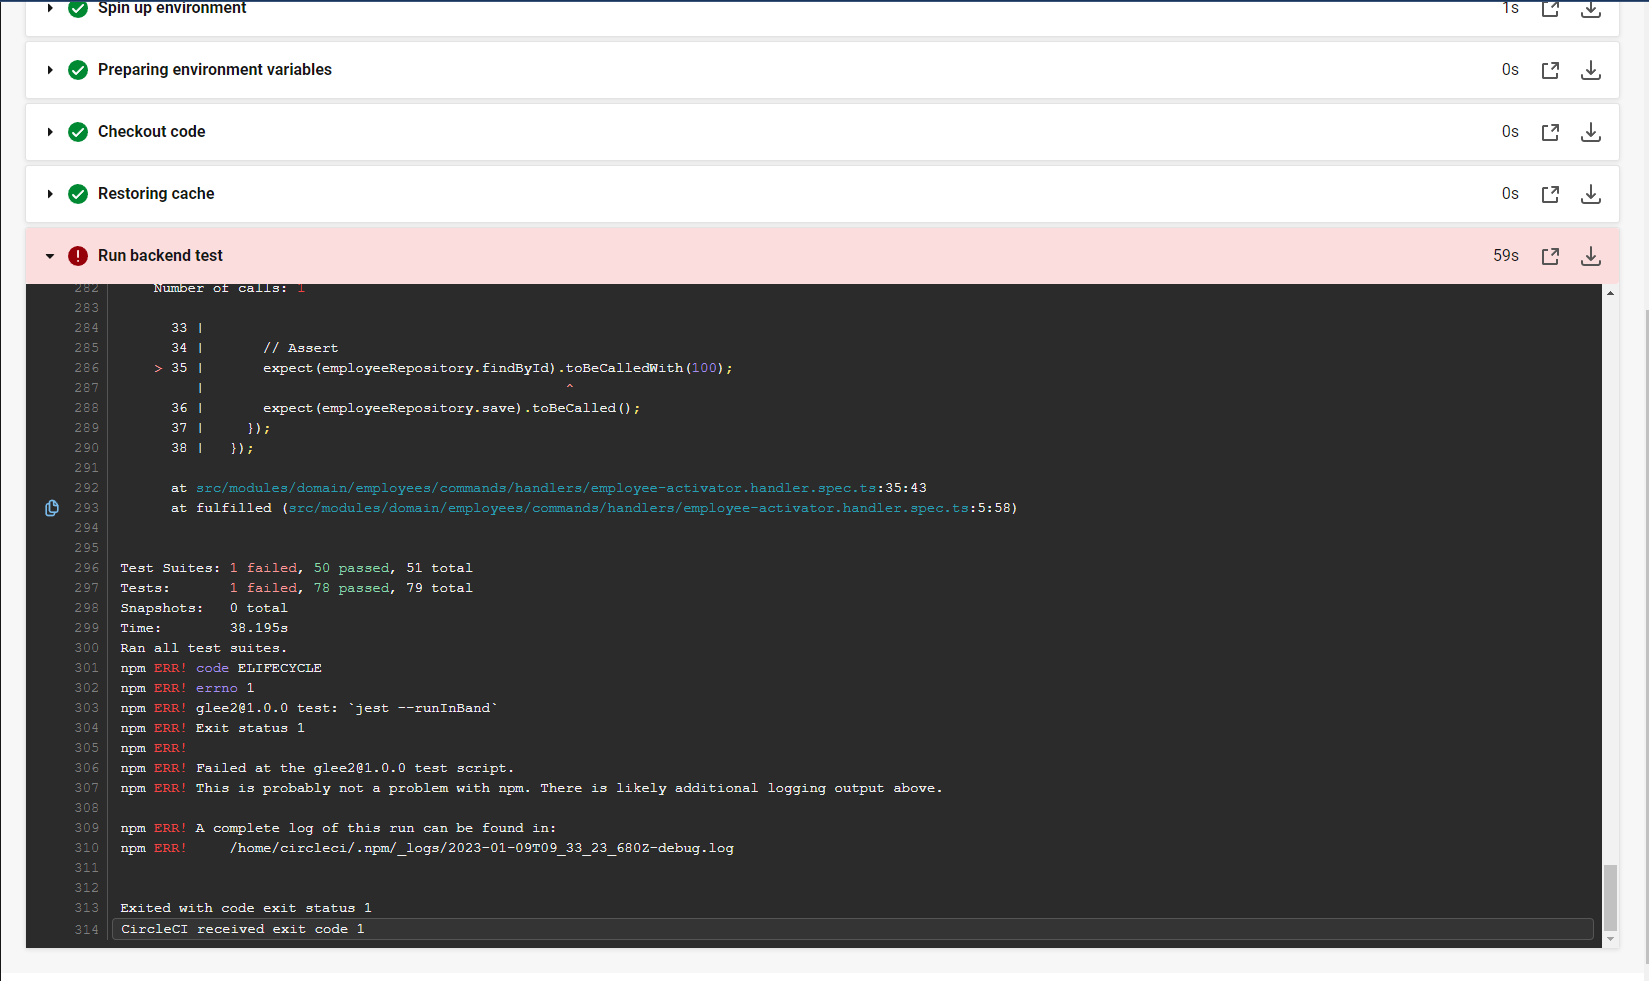 Spin up environment 1s
Preparing environment variables 0s
Checkout code 0s
Restoring cache 0s
Run backend test 59s
282 Number of calls: 1
283
284 33 |
285 34 | // Assert
286 > 35 | expect(employeeRepository.findById).toBeCalledWith(100);
287 | ^
288 36 | expect(employeeRepository.save).toBeCalled();
289 37 | });
290 38 | });
291
292 at src/modules/domain/employees/commands/handlers/employee-activator.handler.spec.ts:35:43
293 at fulfilled (src/modules/domain/employees/commands/handlers/employee-activator.handler.spec.ts:5:58)
294
295
296 Test Suites: 1 failed, 50 passed, 51 total
297 Tests: 1 failed, 78 passed, 79 total
298 Snapshots: 0 total
299 Time: 38.195s
300 Ran all test suites.
301 npm ERR! code ELIFECYCLE
302 npm ERR! errno 1
303 npm ERR! glee2@1.0.0 test: `jest --runInBand`
304 npm ERR! Exit status 1
305 npm ERR!
306 npm ERR! Failed at the glee2@1.0.0 test script.
307 npm ERR! This is probably not a problem with npm. There is likely additional logging output above.
308
309 npm ERR! A complete log of this run can be found in:
310 npm ERR! /home/circleci/.npm/_logs/2023-01-09T09_33_23_680Z-debug.log
311
312
313 Exited with code exit status 1
314 CircleCI received exit code 1